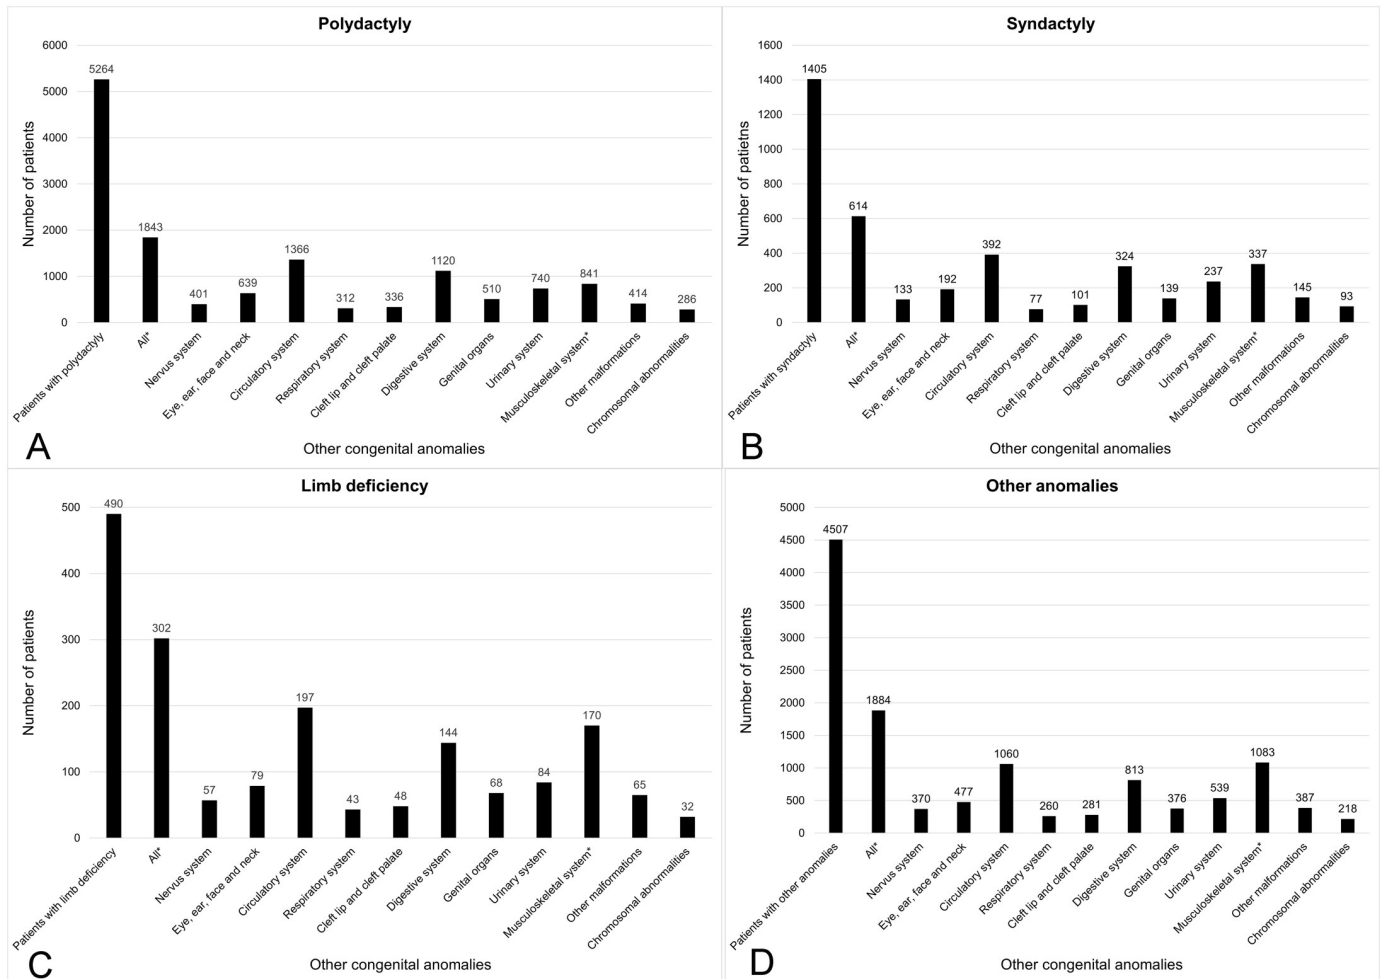 Polydactyly
Number of patients
6000
5000
4000
3000
2000
1000
0
5264
1843
401
639
1366
312
336
1120
510
740
841
414
286
Patients with polydactyly
All*
Nervus system
Eye, ear, face and neck
Circulatory system
Respiratory system
Cleft lip and cleft palate
Digestive system
Genital organs
Urinary system
Musculoskeletal system*
Other malformations
Chromosomal abnormalities
Other congenital anomalies
A
Syndactyly
Number of patietns
1600
1400
1200
1000
800
600
400
200
0
1405
614
133
192
392
77
101
324
139
237
337
145
93
Patients with syndactyly
All*
Nervus system
Eye, ear, face and neck
Circulatory system
Respiratory system
Cleft lip and cleft palate
Digestive system
Genital organs
Urinary system
Musculoskeletal system*
Other malformations
Chromosomal abnormalities
Other congenital anomalies
B
Limb deficiency
Number of patients
500
400
300
200
100
0
490
302
57
79
197
43
48
144
68
84
170
65
32
Patients with limb deficiency
All*
Nervus system
Eye, ear, face and neck
Circulatory system
Respiratory system
Cleft lip and cleft palate
Digestive system
Genital organs
Urinary system
Musculoskeletal system*
Other malformations
Chromosomal abnormalities
Other congenital anomalies
C
Other anomalies
Number of patients
5000
4500
4000
3500
3000
2500
2000
1500
1000
500
0
4507
1884
370
477
1060
260
281
813
376
539
1083
387
218
Patients with other anomalies
All*
Nervus system
Eye, ear, face and neck
Circulatory system
Respiratory system
Cleft lip and cleft palate
Digestive system
Genital organs
Urinary system
Musculoskeletal system*
Other malformations
Chromosomal abnormalities
Other congenital anomalies
D